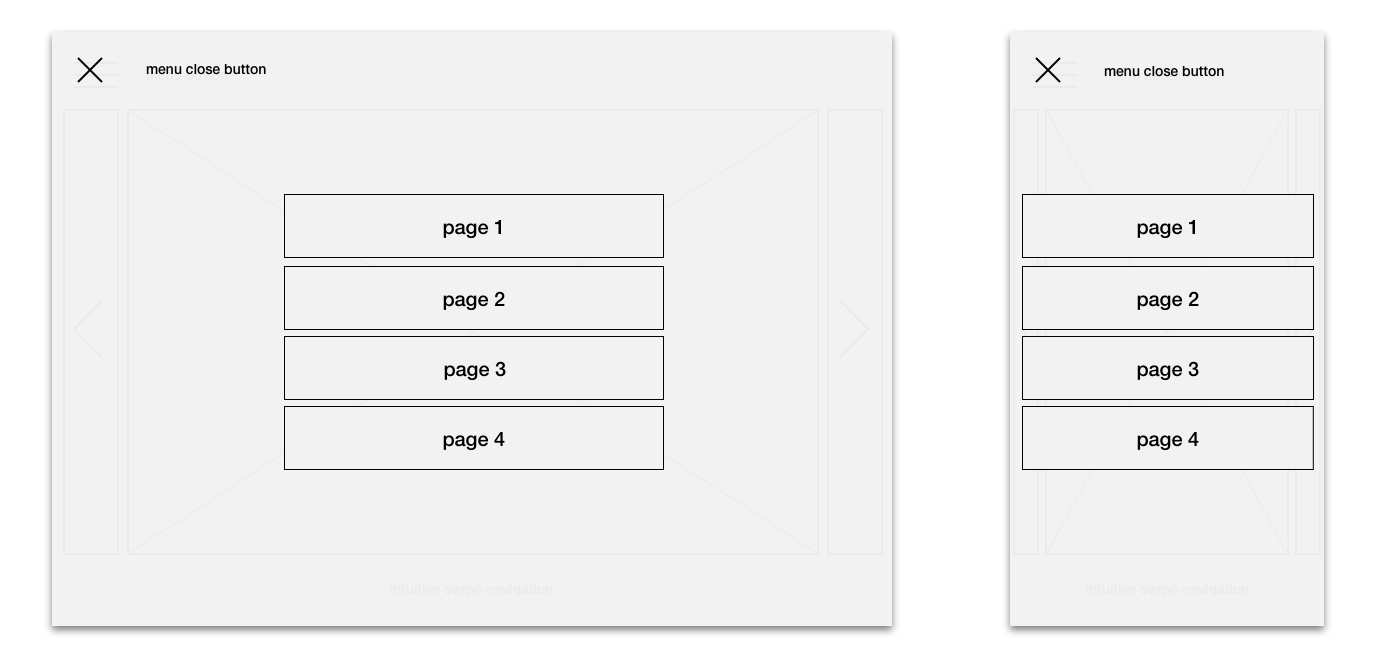 menu close button
page 1
page 2
page 3
page 4
Intuitive swipe navigation
menu close button
page 1
page 2
page 3
page 4
Intuitive swipe navigation